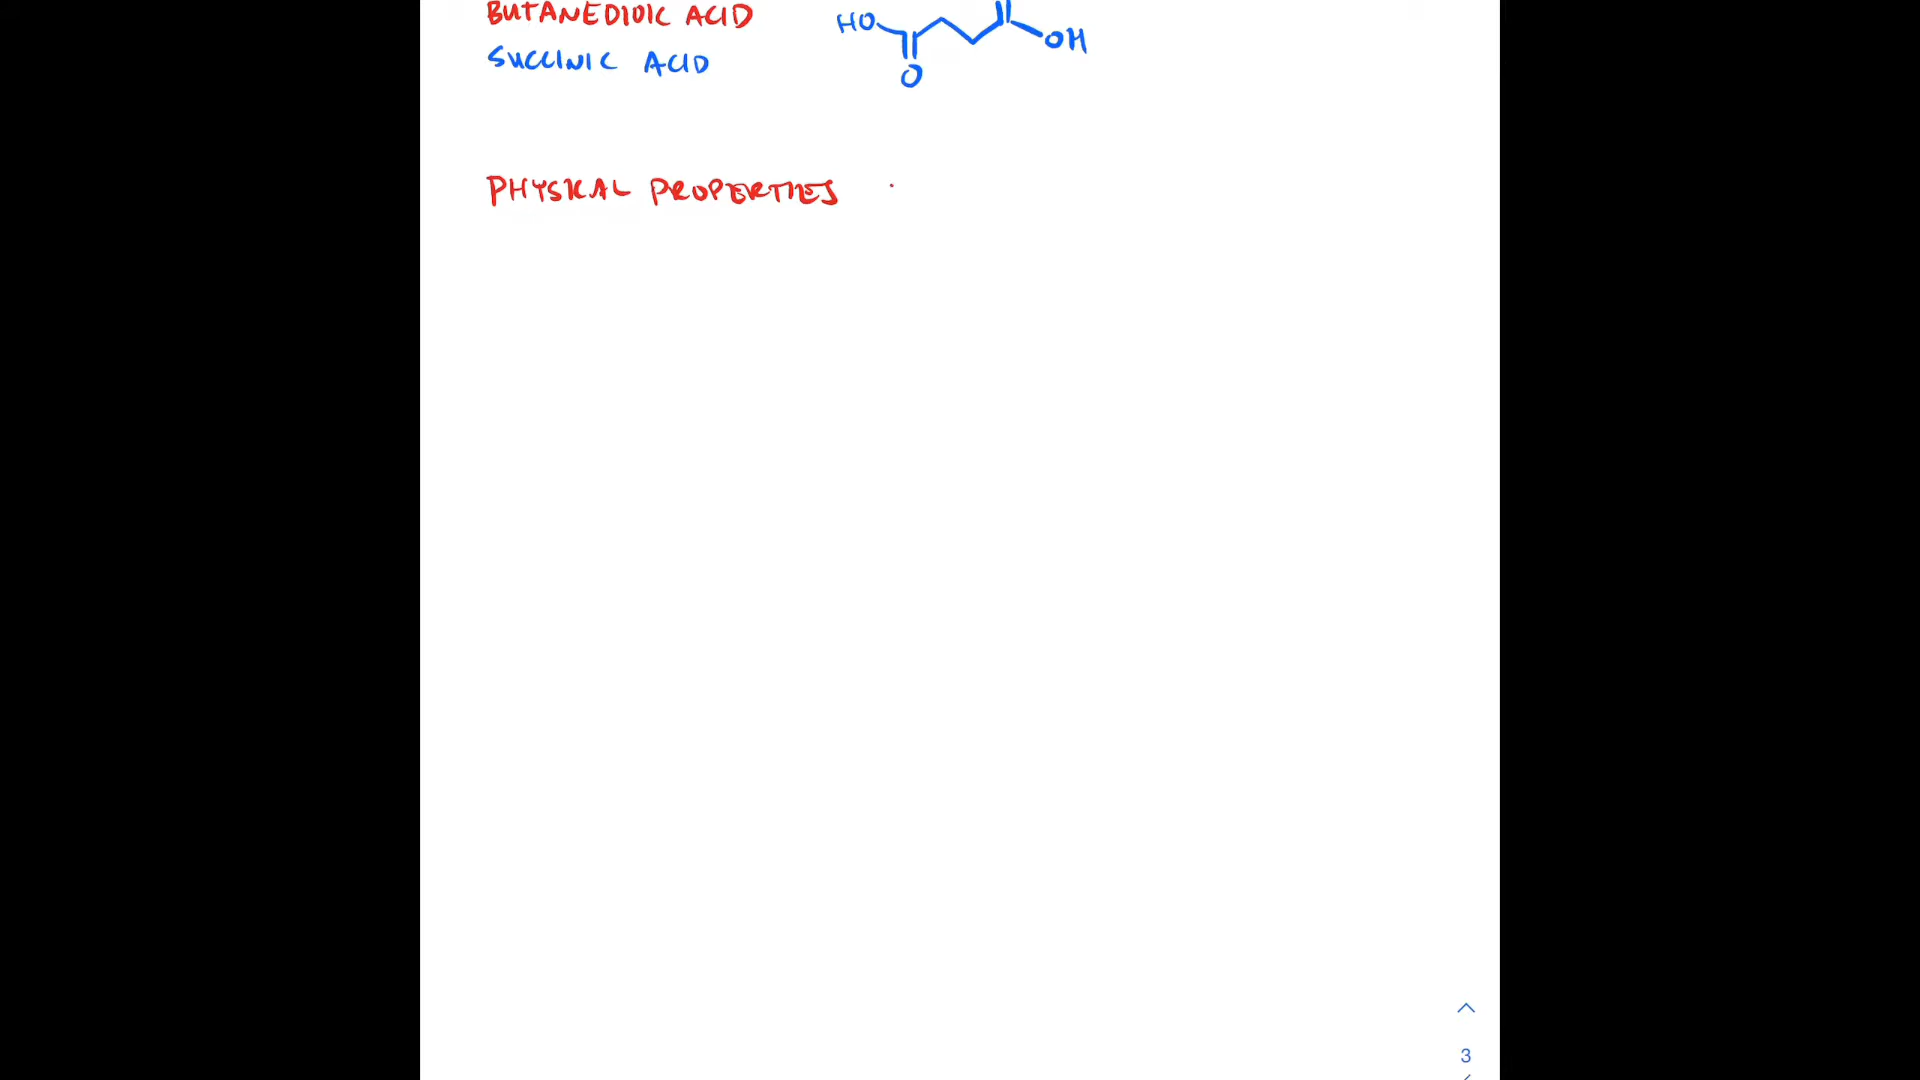 BUTANEDIOIC ACID
SUCCINIC ACID
HO
OH
O
PHYSICAL PROPERTIES
3